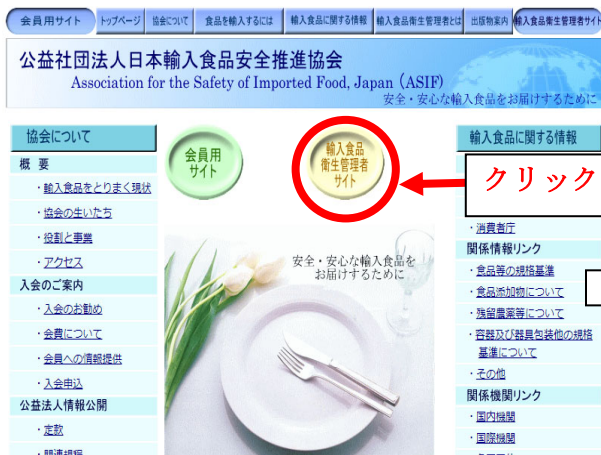 会員用サイト
トップページ
協会について
食品を輸入するには
輸入食品に関する情報
輸入食品衛生管理者とは
出版物案内
輸入食品衛生管理者サイト
公益社団法人日本輸入食品安全推進協会
Association for the Safety of Imported Food, Japan (ASIF)
安全・安心な輸入食品をお届けするために
協会について
概 要
・輸入食品をとりまく現状
・協会の生いたち
・役割と事業
・アクセス
入会のご案内
・入会のお勧め
・会費について
・会員への情報提供
・入会申込
公益法人情報公開
・定款
会員用
サイト
輸入食品
衛生管理者
サイト
安全・安心な輸入食品を
お届けするために
輸入食品に関する情報
クリック
・消費者庁
関係情報リンク
・食品等の規格基準
・食品添加物について
・残留農薬等について
・容器及び器具包装他の規格
基準について
・その他
関係機関リンク
・国内機関
・国際機関